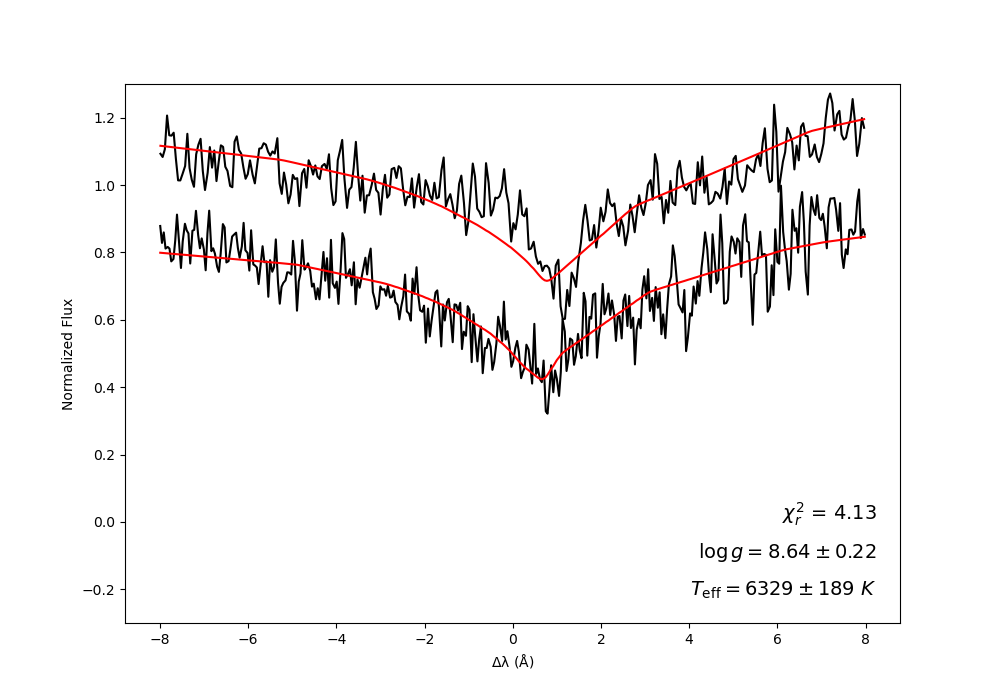 1.2
1.0
0.8
0.6
0.4
0.2
0.0
−0.2
Normalized Flux
χ²ᵣ = 4.13
log g = 8.64 ± 0.22
T_eff = 6329 ± 189 K
−8 −6 −4 −2 0 2 4 6 8
Δλ (Å)